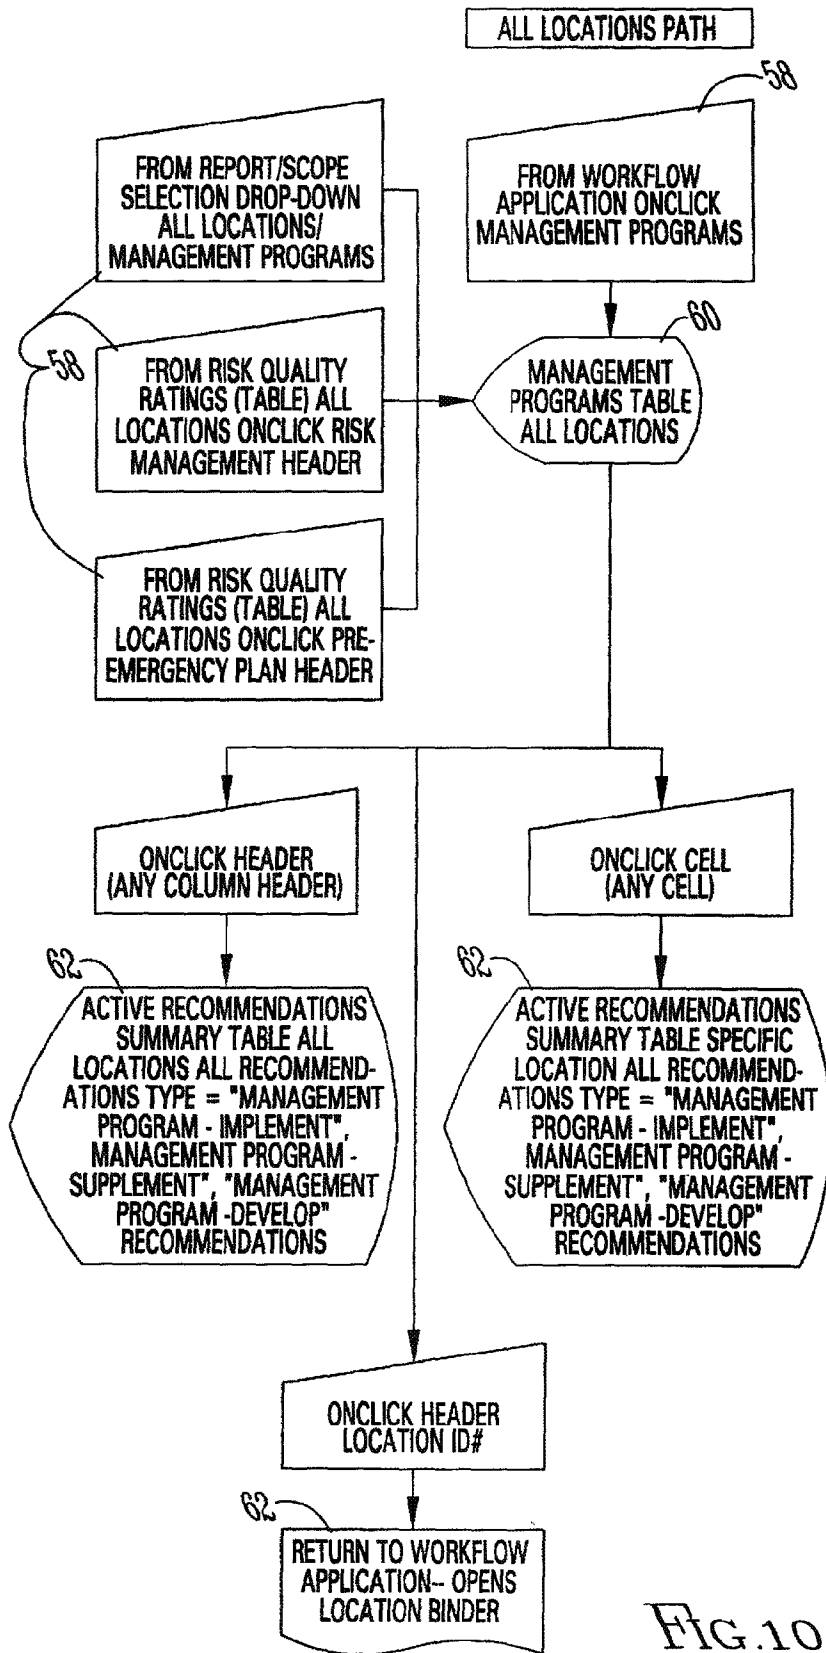 ALL LOCATIONS PATH
58
FROM REPORT/SCOPE
SELECTION DROP-DOWN
ALL LOCATIONS/
MANAGEMENT PROGRAMS
FROM WORKFLOW
APPLICATION ONCLICK
MANAGEMENT PROGRAMS
60
58
FROM RISK QUALITY
RATINGS (TABLE) ALL
LOCATIONS ONCLICK RISK
MANAGEMENT HEADER
MANAGEMENT
PROGRAMS TABLE
ALL LOCATIONS
FROM RISK QUALITY
RATINGS (TABLE) ALL
LOCATIONS ONCLICK PRE-
EMERGENCY PLAN HEADER
ONCLICK HEADER
(ANY COLUMN HEADER)
ONCLICK CELL
(ANY CELL)
62
ACTIVE RECOMMENDATIONS
SUMMARY TABLE ALL
LOCATIONS ALL RECOMMEND-
ATIONS TYPE = "MANAGEMENT
PROGRAM - IMPLEMENT",
MANAGEMENT PROGRAM -
SUPPLEMENT", "MANAGEMENT
PROGRAM -DEVELOP"
RECOMMENDATIONS
62
ACTIVE RECOMMENDATIONS
SUMMARY TABLE SPECIFIC
LOCATION ALL RECOMMEND-
ATIONS TYPE = "MANAGEMENT
PROGRAM - IMPLEMENT",
MANAGEMENT PROGRAM -
SUPPLEMENT", "MANAGEMENT
PROGRAM -DEVELOP"
RECOMMENDATIONS
ONCLICK HEADER
LOCATION ID#
62
RETURN TO WORKFLOW
APPLICATION-- OPENS
LOCATION BINDER
FIG.10